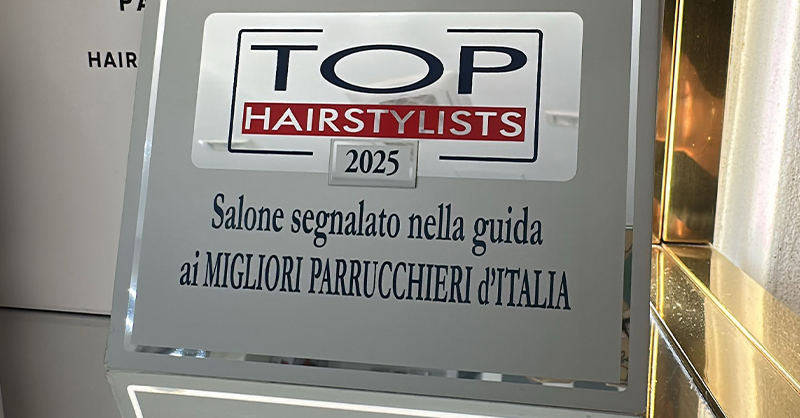 HAIR
TOP
HAIRSTYLISTS
2025
Salone segnalato nella guida
ai MIGLIORI PARRUCCHIERI d'ITALIA